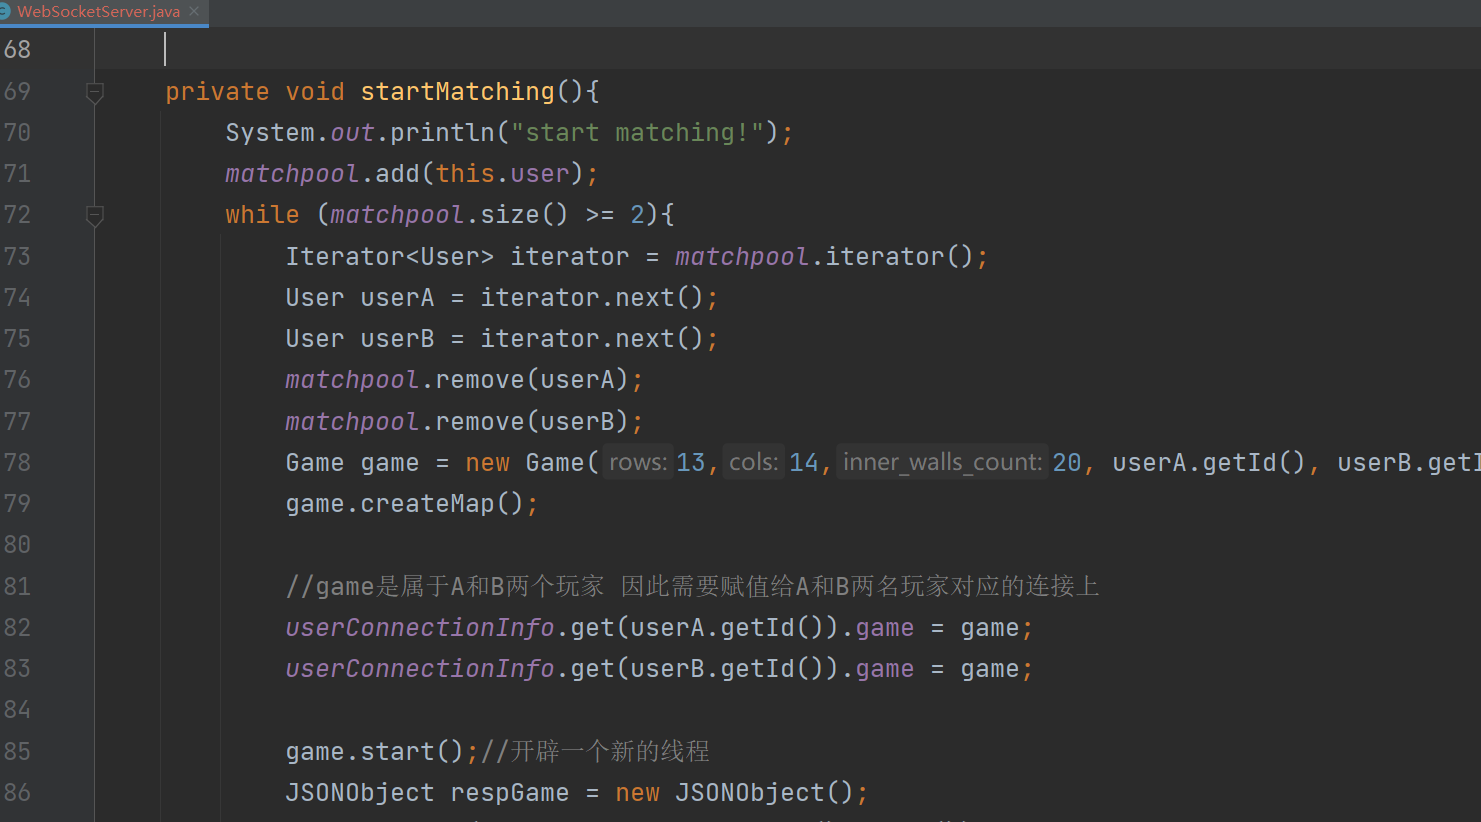 WebSocketServer.java
68
69 private void startMatching(){
70 System.out.println("start matching!");
71 matchpool.add(this.user);
72 while (matchpool.size() >= 2){
73 Iterator<User> iterator = matchpool.iterator();
74 User userA = iterator.next();
75 User userB = iterator.next();
76 matchpool.remove(userA);
77 matchpool.remove(userB);
78 Game game = new Game( rows: 13, cols: 14, inner_walls_count: 20, userA.getId(), userB.getI
79 game.createMap();
80
81 //game是属于A和B两个玩家 因此需要赋值给A和B两名玩家对应的连接上
82 userConnectionInfo.get(userA.getId()).game = game;
83 userConnectionInfo.get(userB.getId()).game = game;
84
85 game.start();//开辟一个新的线程
86 JSONObject respGame = new JSONObject();